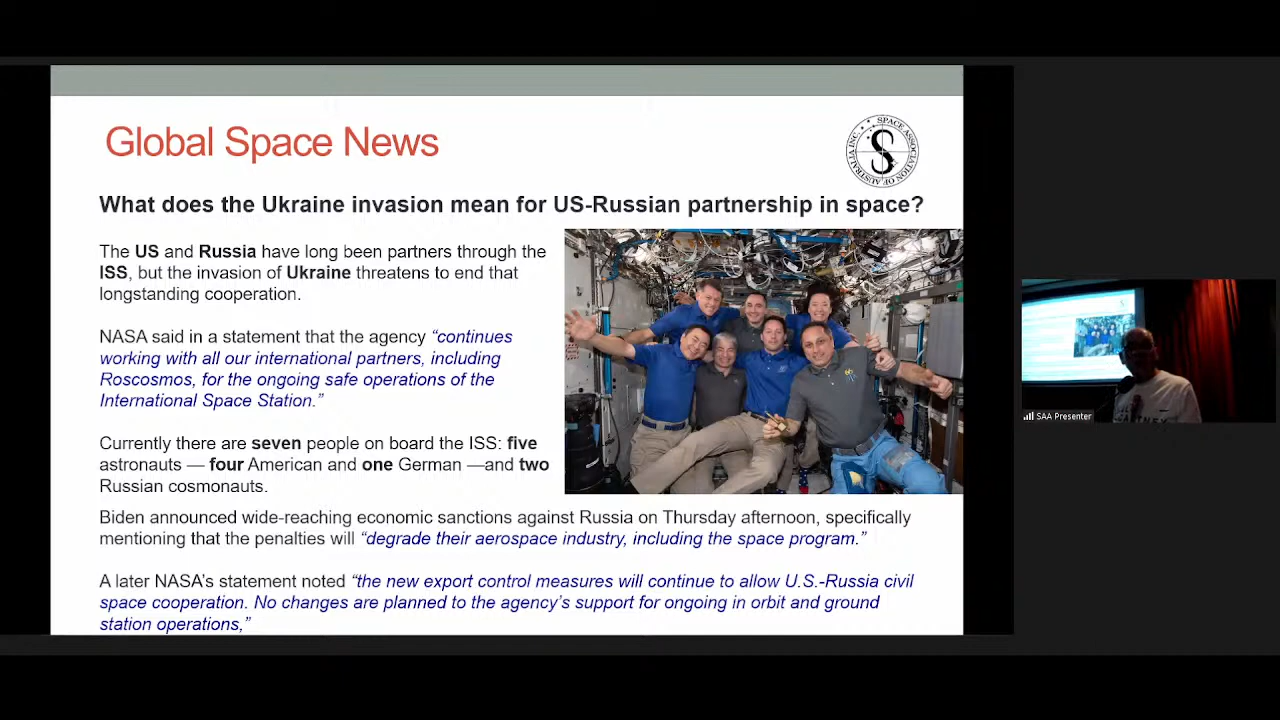 Global Space News
SPACE ASSOCIATION OF AUSTRALIA INC.
S
What does the Ukraine invasion mean for US-Russian partnership in space?
The US and Russia have long been partners through the
ISS, but the invasion of Ukraine threatens to end that
longstanding cooperation.
NASA said in a statement that the agency “continues
working with all our international partners, including
Roscosmos, for the ongoing safe operations of the
International Space Station.”
Currently there are seven people on board the ISS: five
astronauts — four American and one German —and two
Russian cosmonauts.
Biden announced wide-reaching economic sanctions against Russia on Thursday afternoon, specifically
mentioning that the penalties will “degrade their aerospace industry, including the space program.”
A later NASA’s statement noted “the new export control measures will continue to allow U.S.-Russia civil
space cooperation. No changes are planned to the agency’s support for ongoing in orbit and ground
station operations,”
SAA Presenter